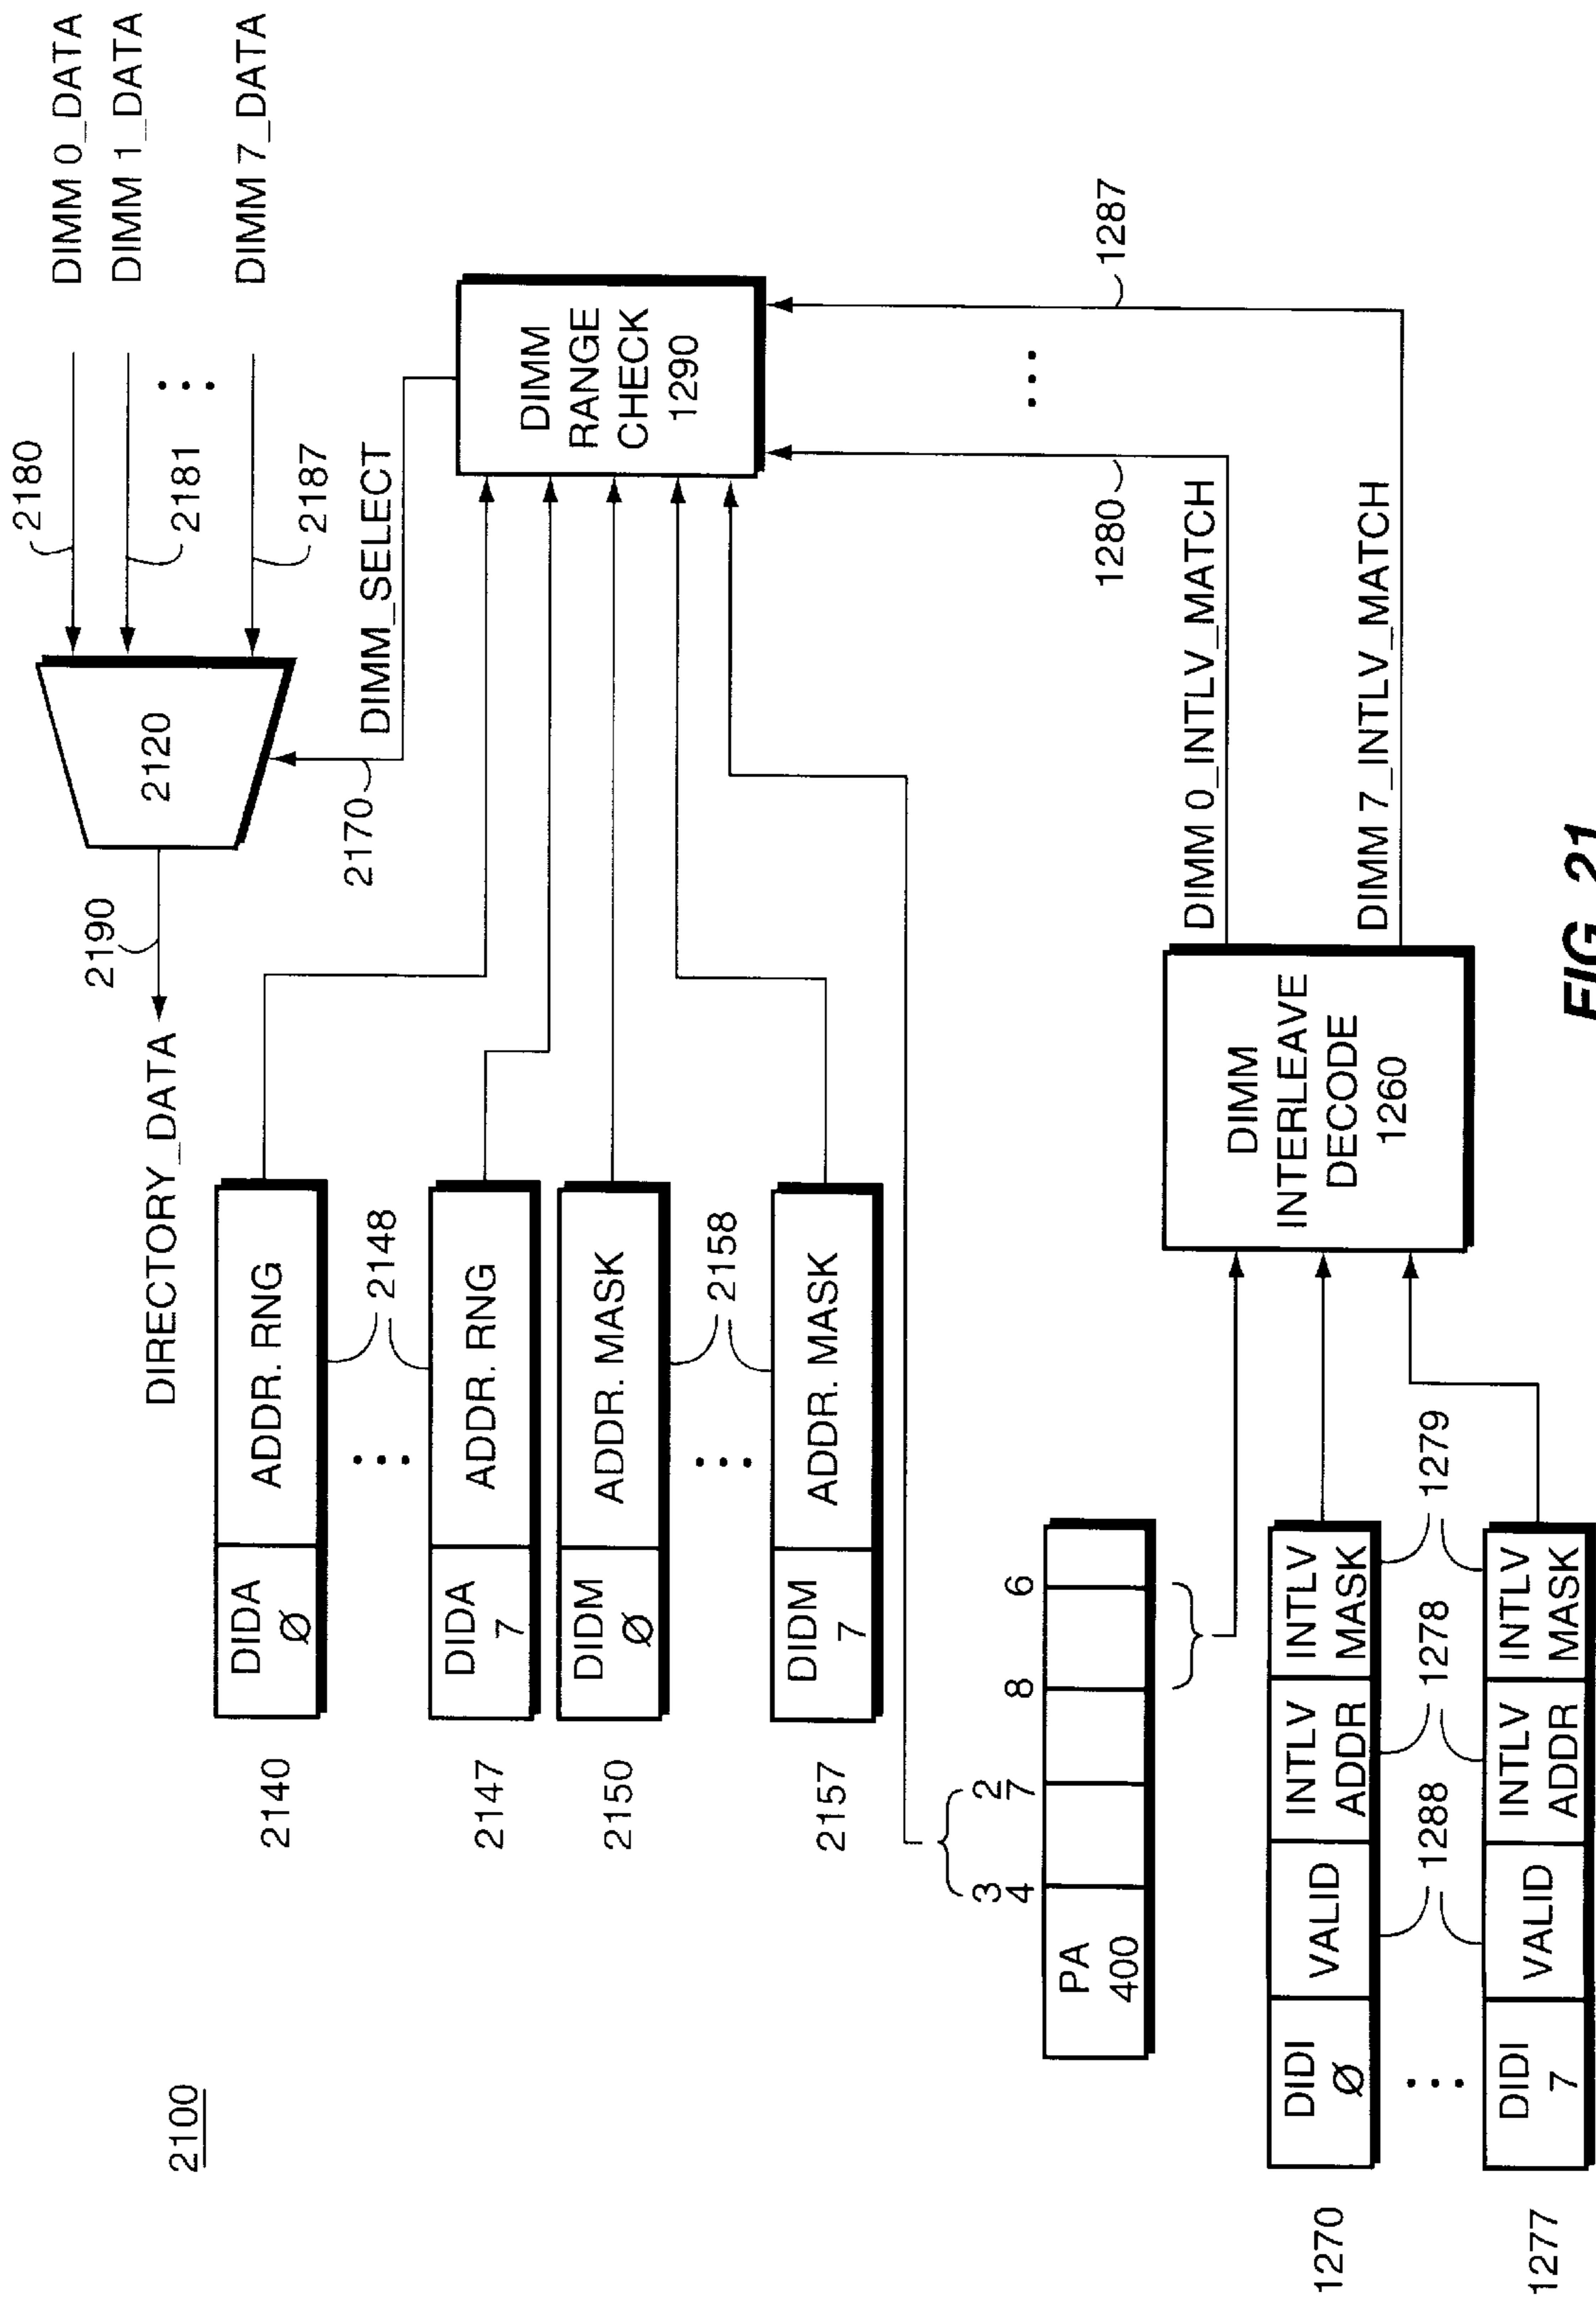 2100
DIMM 0_DATA
DIMM 1_DATA
DIMM 7_DATA
2180
2181
2187
2120
2190
DIRECTORY_DATA
2170
DIMM_SELECT
DIMM
RANGE
CHECK
1290
2140
DIDA
Ø
ADDR. RNG
2148
2147
DIDA
7
ADDR. RNG
2150
DIDM
Ø
ADDR. MASK
2158
2157
DIDM
7
ADDR. MASK
PA
400
3
4
2
7
8
6
1280
1287
DIMM 0_INTLV_MATCH
DIMM 7_INTLV_MATCH
DIMM
INTERLEAVE
DECODE
1260
1270
DIDI
Ø
VALID
INTLV
ADDR
INTLV
MASK
1288
1278
1279
1277
DIDI
7
VALID
INTLV
ADDR
INTLV
MASK
FIG. 21